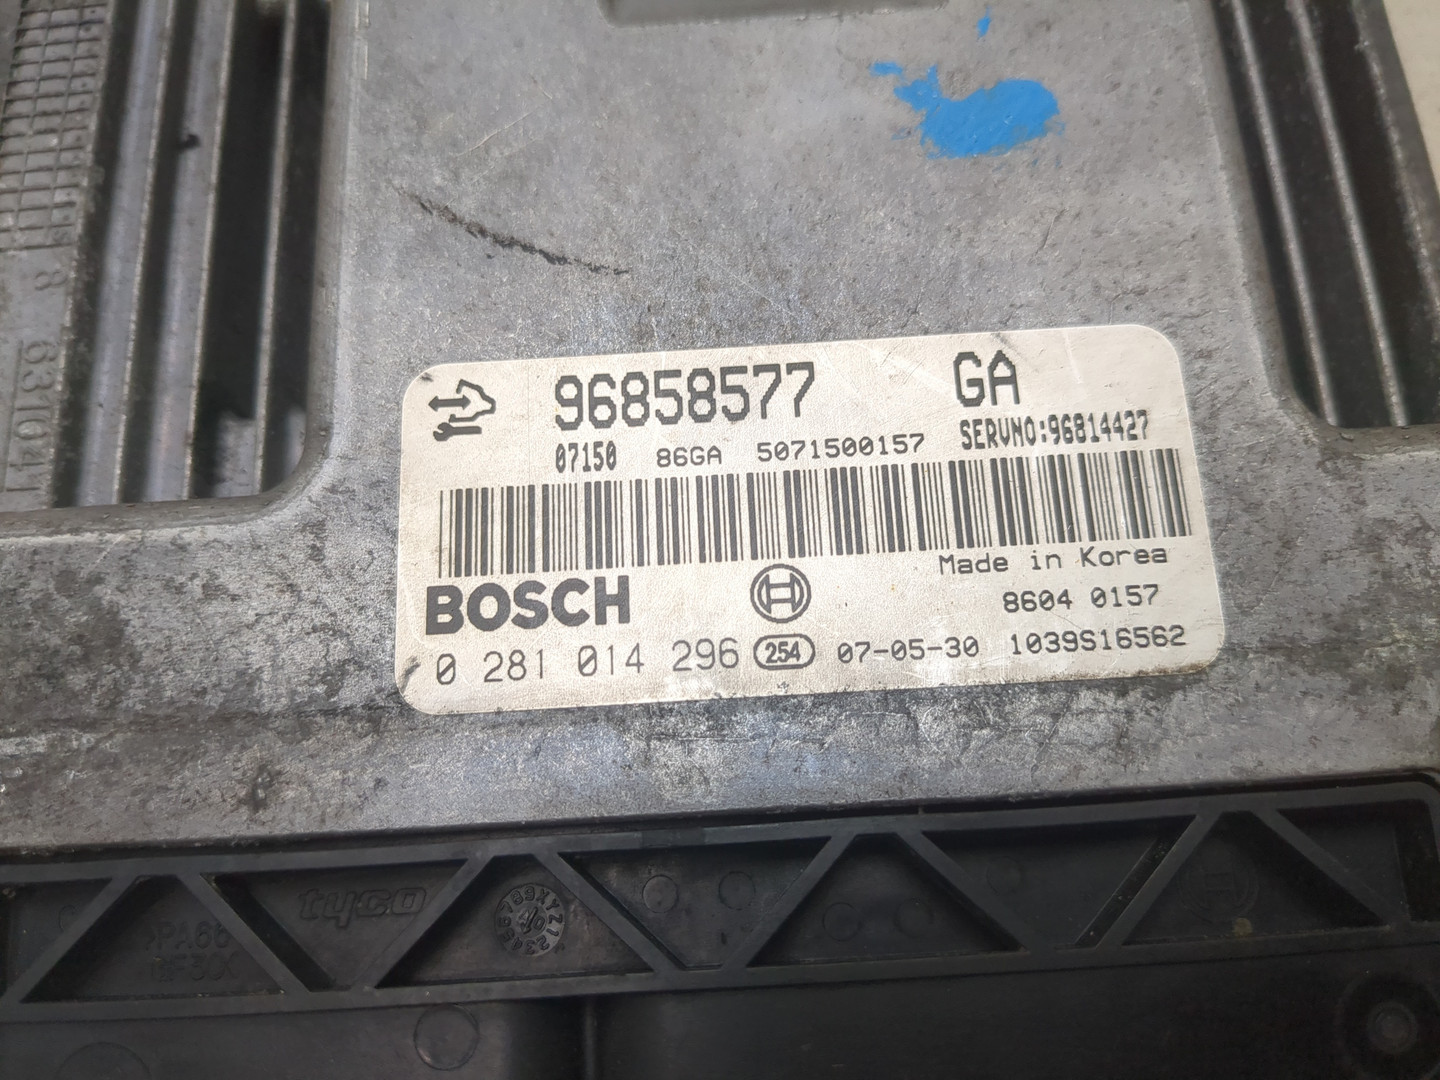 96858577 GA
07150 86GA 5071500157 SERVNO:96814427
Made in Korea
BOSCH
8604 0157
0 281 014 296 254 07-05-30 1039S16562
tyco